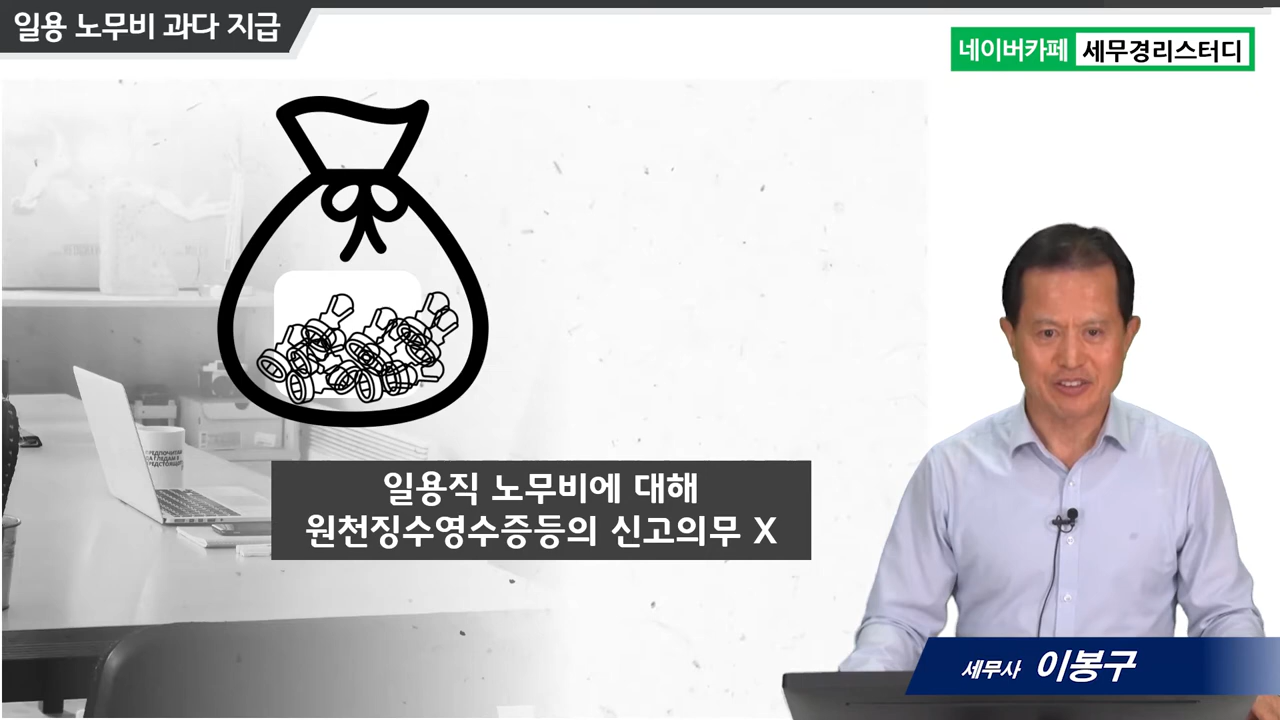 일용 노무비 과다 지급
네이버카페 세무경리스터디
일용직 노무비에 대해
원천징수영수증등의 신고의무 X
세무사 이봉구